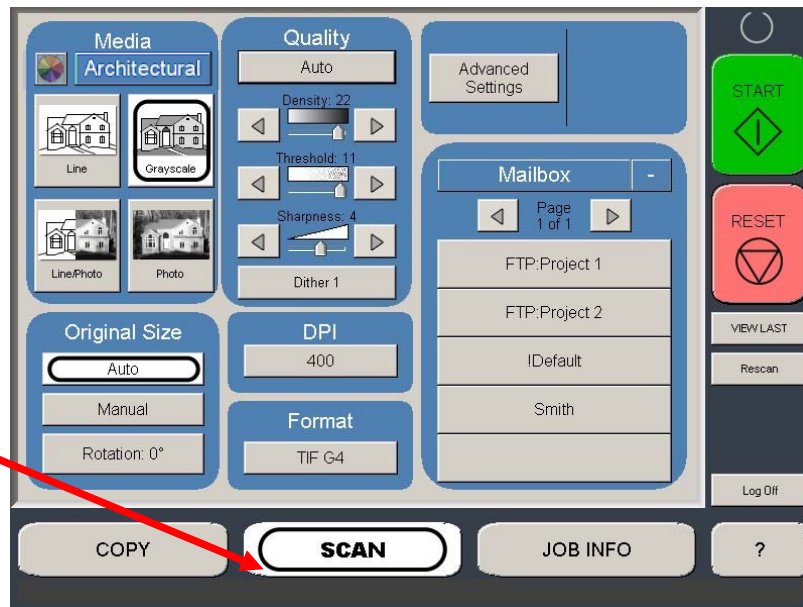 Media
Architectural
Line
Grayscale
Line/Photo
Photo
Original Size
Auto
Manual
Rotation: 0°
Quality
Auto
Density: 22
Threshold: 11
Sharpness: 4
Dither 1
DPI
400
Format
TIF G4
Advanced
Settings
Mailbox
-
Page
1 of 1
FTP:Project 1
FTP:Project 2
!Default
Smith
START
RESET
VIEW LAST
Rescan
Log Off
COPY
SCAN
JOB INFO
?